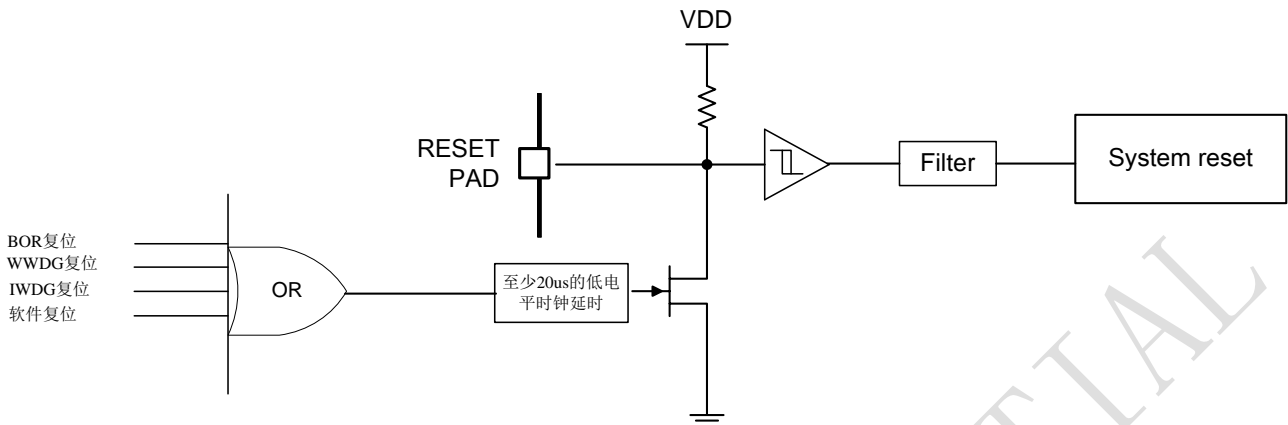 VDD
RESET
PAD
Filter
System reset
BOR复位
WWDG复位
IWDG复位
软件复位
OR
至少20us的低电
平时钟延时